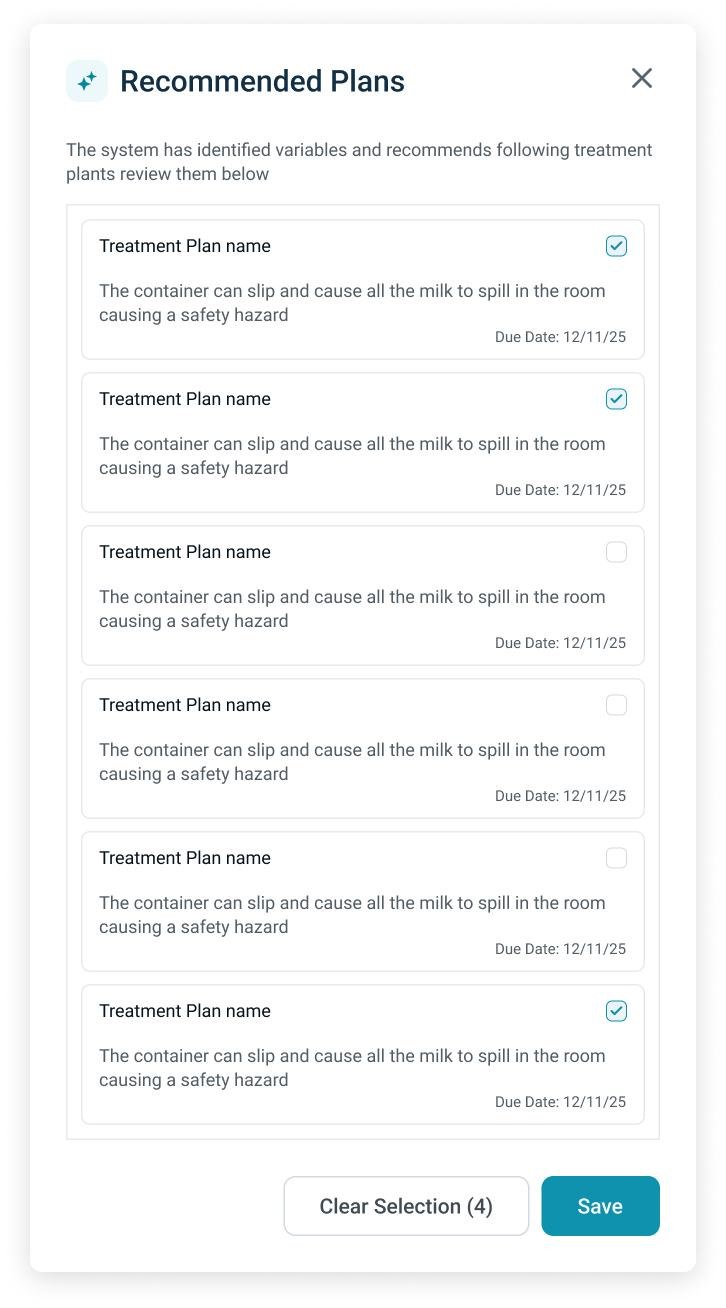 Recommended Plans
The system has identified variables and recommends following treatment
plants review them below
Treatment Plan name
The container can slip and cause all the milk to spill in the room
causing a safety hazard
Due Date: 12/11/25
Treatment Plan name
The container can slip and cause all the milk to spill in the room
causing a safety hazard
Due Date: 12/11/25
Treatment Plan name
The container can slip and cause all the milk to spill in the room
causing a safety hazard
Due Date: 12/11/25
Treatment Plan name
The container can slip and cause all the milk to spill in the room
causing a safety hazard
Due Date: 12/11/25
Treatment Plan name
The container can slip and cause all the milk to spill in the room
causing a safety hazard
Due Date: 12/11/25
Treatment Plan name
The container can slip and cause all the milk to spill in the room
causing a safety hazard
Due Date: 12/11/25
Clear Selection (4)
Save